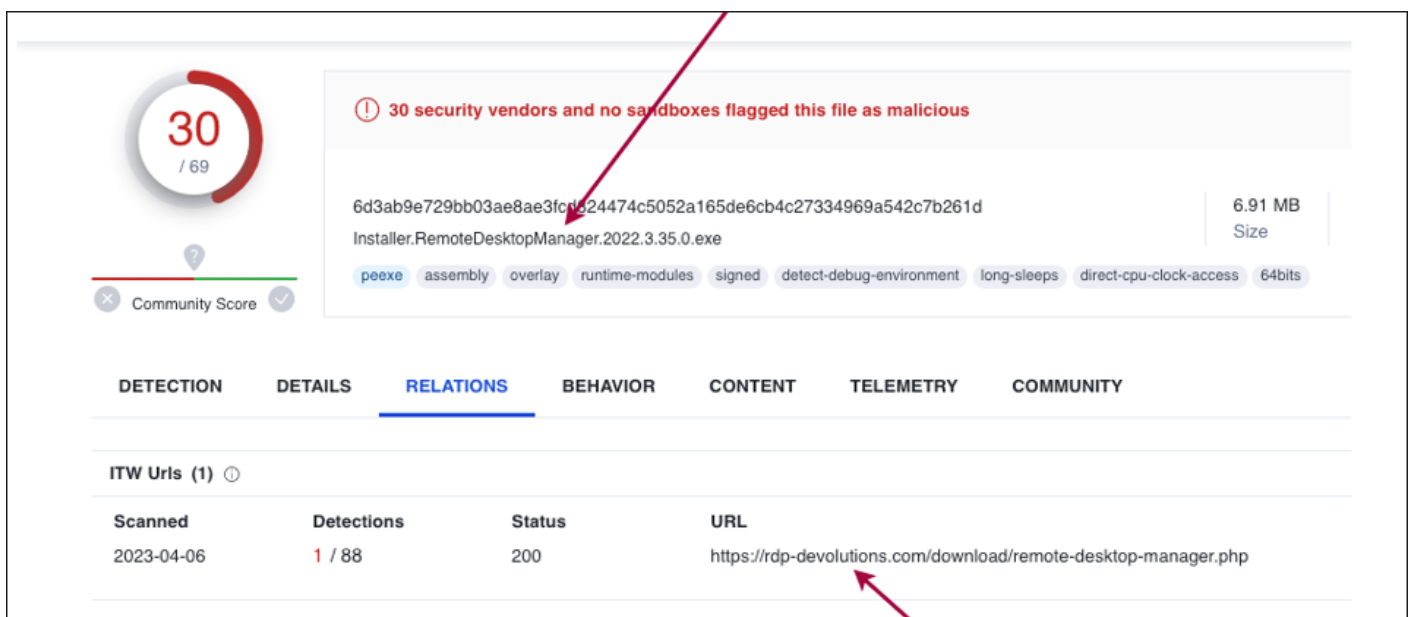 30
/ 69
Community Score
30 security vendors and no sandboxes flagged this file as malicious
6d3ab9e729bb03ae8ae3fcd824474c5052a165de6cb4c27334969a542c7b261d
Installer.RemoteDesktopManager.2022.3.35.0.exe
peexe assembly overlay runtime-modules signed detect-debug-environment long-sleeps direct-cpu-clock-access 64bits
6.91 MB
Size
DETECTION DETAILS RELATIONS BEHAVIOR CONTENT TELEMETRY COMMUNITY
ITW Urls (1)
Scanned Detections Status URL
2023-04-06 1 / 88 200 https://rdp-devolutions.com/download/remote-desktop-manager.php